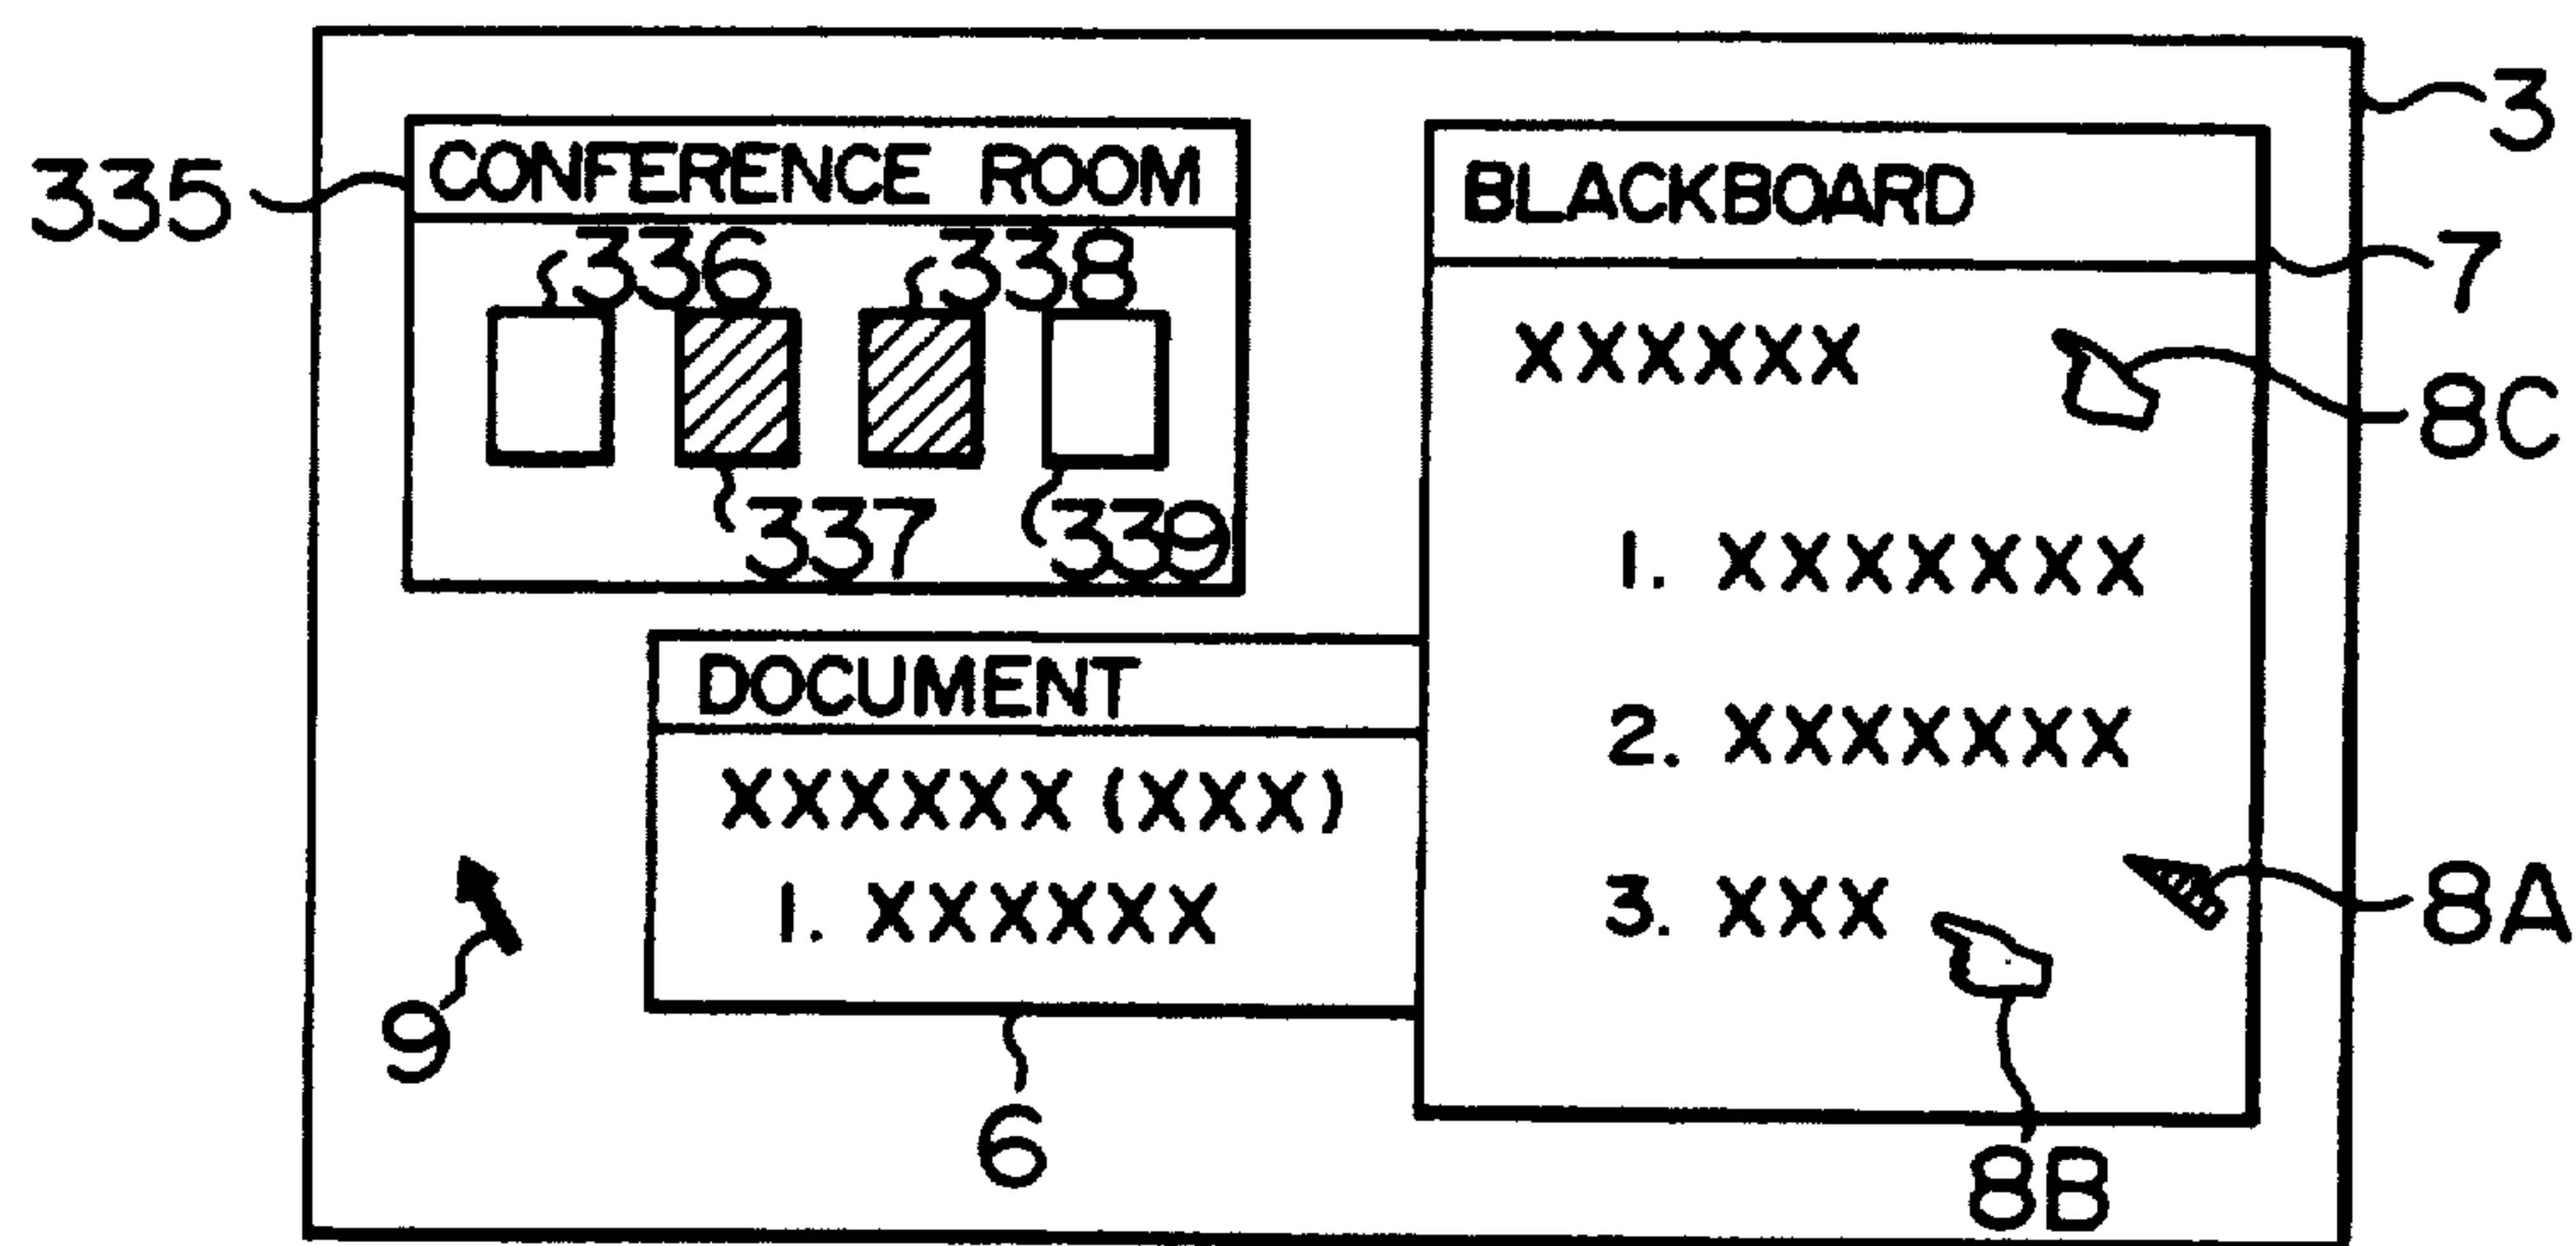 3
335
CONFERENCE ROOM
336
338
337
339
BLACKBOARD
7
XXXXXX
8C
1. XXXXXXX
2. XXXXXXX
3. XXX
8A
8B
DOCUMENT
XXXXXX (XXX)
1. XXXXXX
9
6